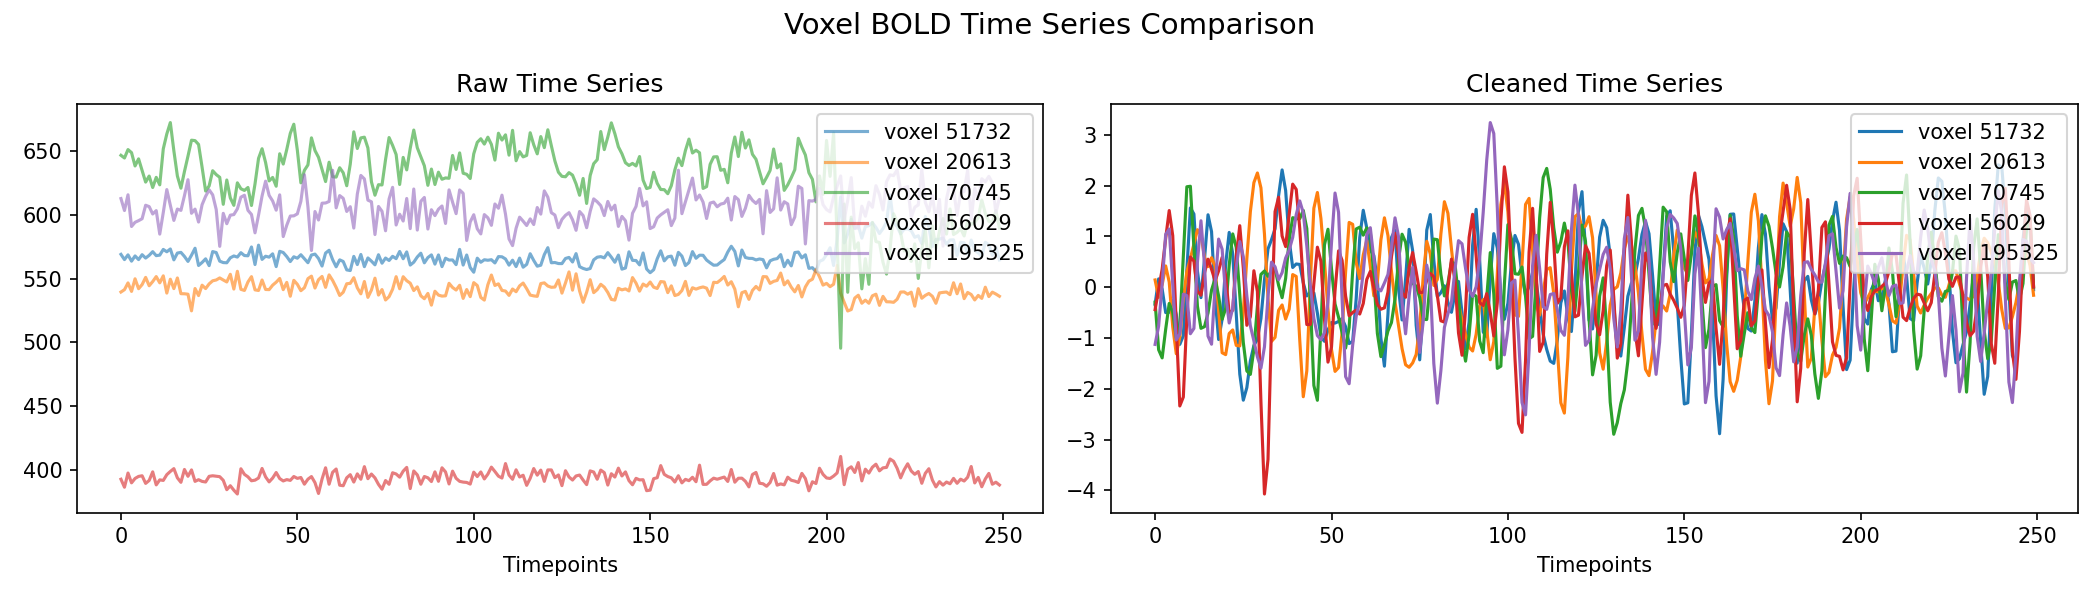 Voxel BOLD Time Series Comparison
Raw Time Series
650
600
550
500
450
400
0 50 100 150 200 250
Timepoints
voxel 51732
voxel 20613
voxel 70745
voxel 56029
voxel 195325
Cleaned Time Series
3
2
1
0
−1
−2
−3
−4
0 50 100 150 200 250
Timepoints
voxel 51732
voxel 20613
voxel 70745
voxel 56029
voxel 195325